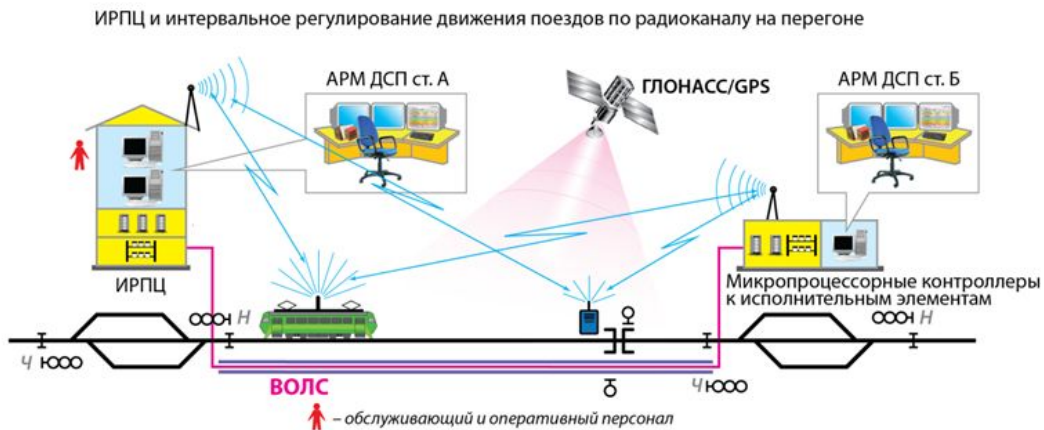 ИРПЦ и интервальное регулирование движения поездов по радиоканалу на перегоне
АРМ ДСП ст. А
ГЛОНАСС/GPS
АРМ ДСП ст. Б
ИРПЦ
Микропроцессорные контроллеры
к исполнительным элементам
Н
Н
Ч
ВОЛС
Ч
– обслуживающий и оперативный персонал